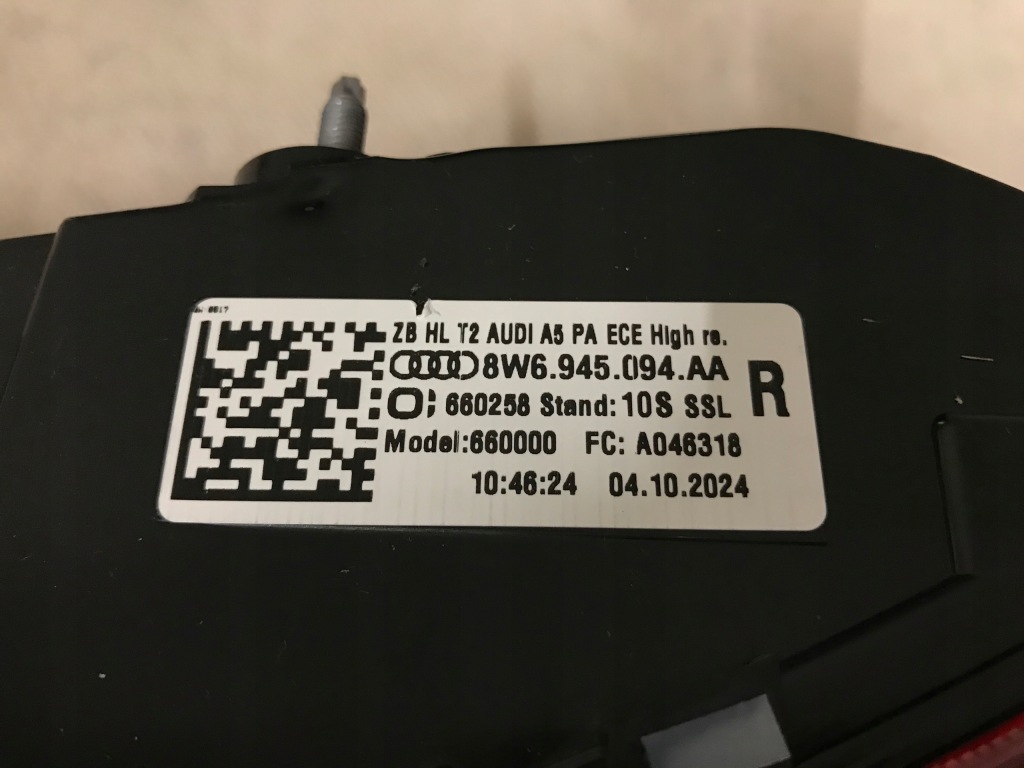 ZB HL T2 AUDI A5 PA ECE High re.
8W6.945.094.AA
R
660258 Stand: 10S SSL
Model:660000 FC: A046318
10:46:24 04.10.2024